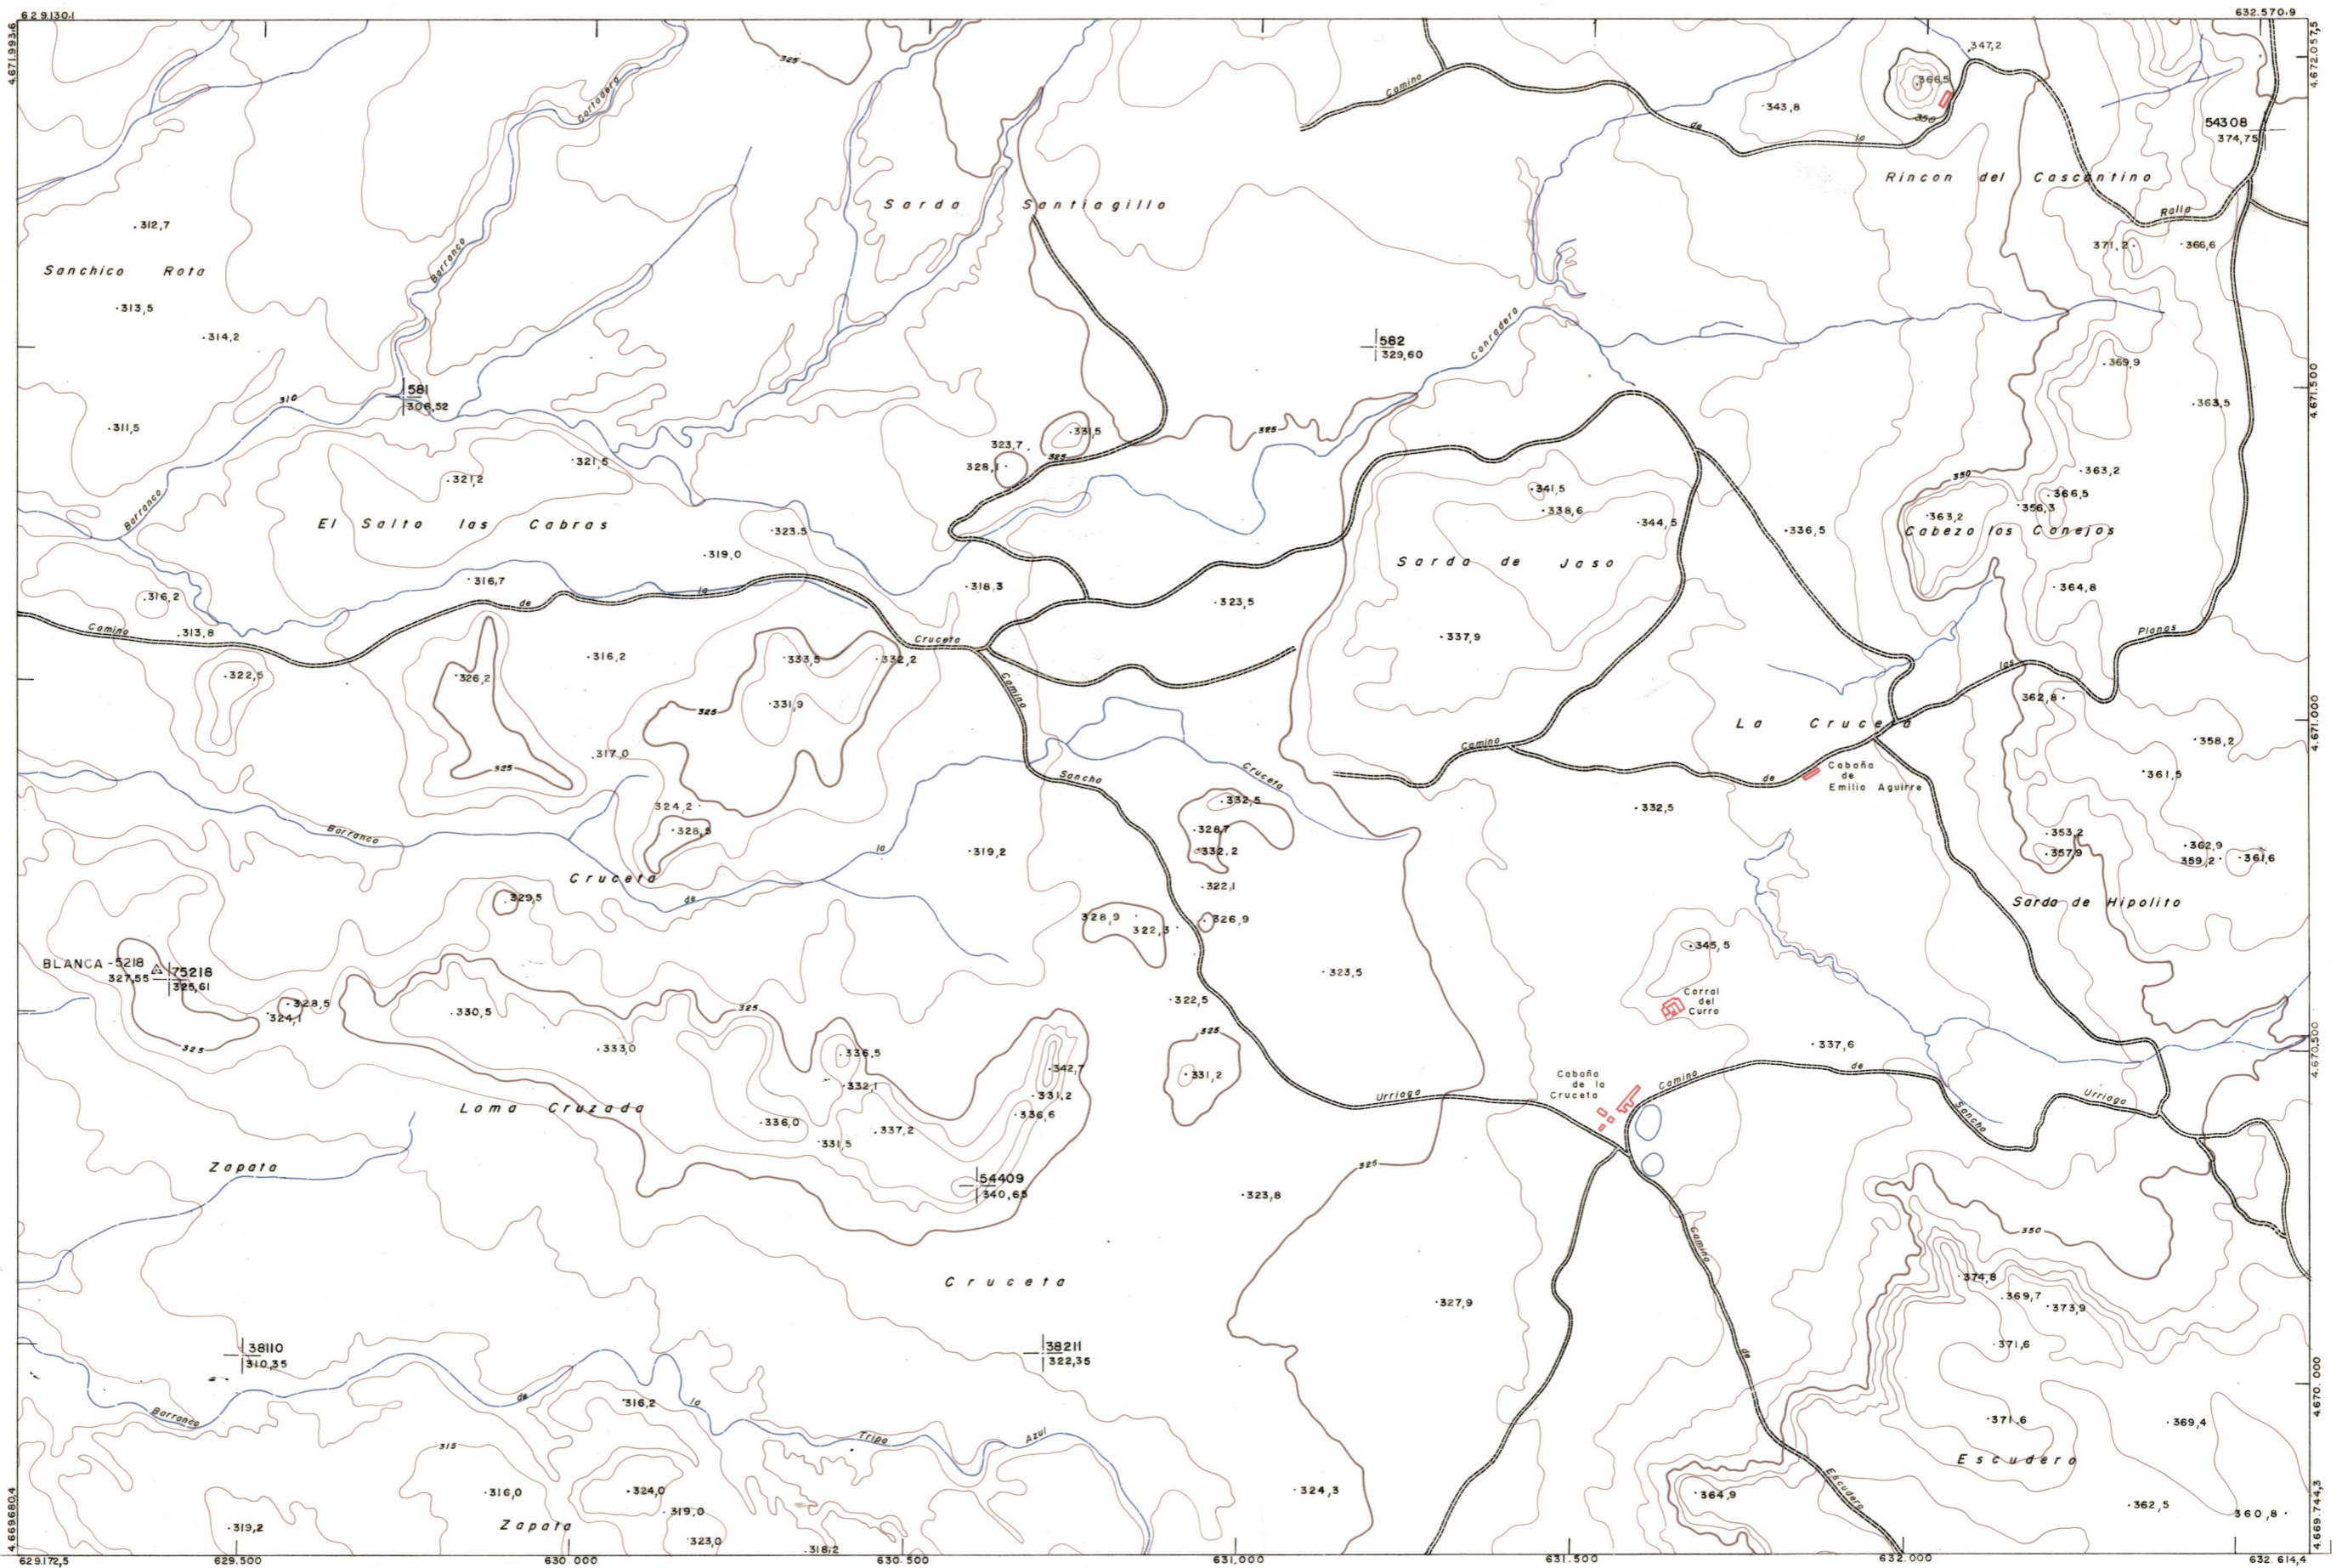 629.130.1
632.570,9
4.671.993,6
4.672.057,5
325
Cortadera
Camino
347,2
366,5
343,8
350
de
la
54308
374,75
Rincon del Cascantino
Sarda Santiagillo
312,7
Ralla
Sanchico Rota
Barranco
371,2
366,6
313,5
314,2
582
329,60
Conradero
369,9
581
306,52
4.671.500
310
363,5
311,5
331,5
325
323,7
325
328,1
321,5
363,2
321,2
350
341,5
366,5
338,6
356,3
363,2
Barranco
El Salto las Cabras
344,5
323,5
336,5
Cabezo los Conejos
319,0
Sarda de Jaso
316,7
318,3
364,8
316,2
de
la
323,5
Camino
313,8
Cruceta
337,9
Planas
316,2
333,5
332,2
las
322,5
326,2
Camino
362,8
331,9
325
La Cruceta
4.671.000
358,2
317,0
Camino
325
Sancho
Cruceta
de
Cabaña
de
Emilio Aguirre
361,5
324,2
332,5
332,5
Barranco
328,5
328,7
353,2
la
319,2
332,2
357,9
362,9
359,2
361,6
Cruceta
322,1
de
329,5
Sarda de Hipolito
328,9
322,3
326,9
345,5
BLANCA-5218
327,55
75218
325,61
323,5
Corral
del
Curro
328,5
324,1
330,5
325
322,5
325
333,0
336,5
325
337,6
4.670.500
342,7
331,2
332,1
331,2
Cabaña
de la
Cruceta
Camino
de
Loma Cruzada
336,6
Urriaga
Sancho
Urriaga
336,0
337,2
331,5
Zapata
325
54409
340,65
323,8
350
Camino
Cruceta
374,8
369,7
373,9
327,9
371,6
38110
310,35
38211
322,35
de
4.670.000
de
316,2
la
Barranco
371,6
369,4
Tripa
Azul
315
Escudero
Escudero
316,0
324,0
324,3
364,9
362,5
319,0
360,8
319,2
Zapata
323,0
318,2
4.669.680,4
4.669.744,3
629.172,5
629.500
630.000
630.500
631.000
631.500
632.000
632.614,4